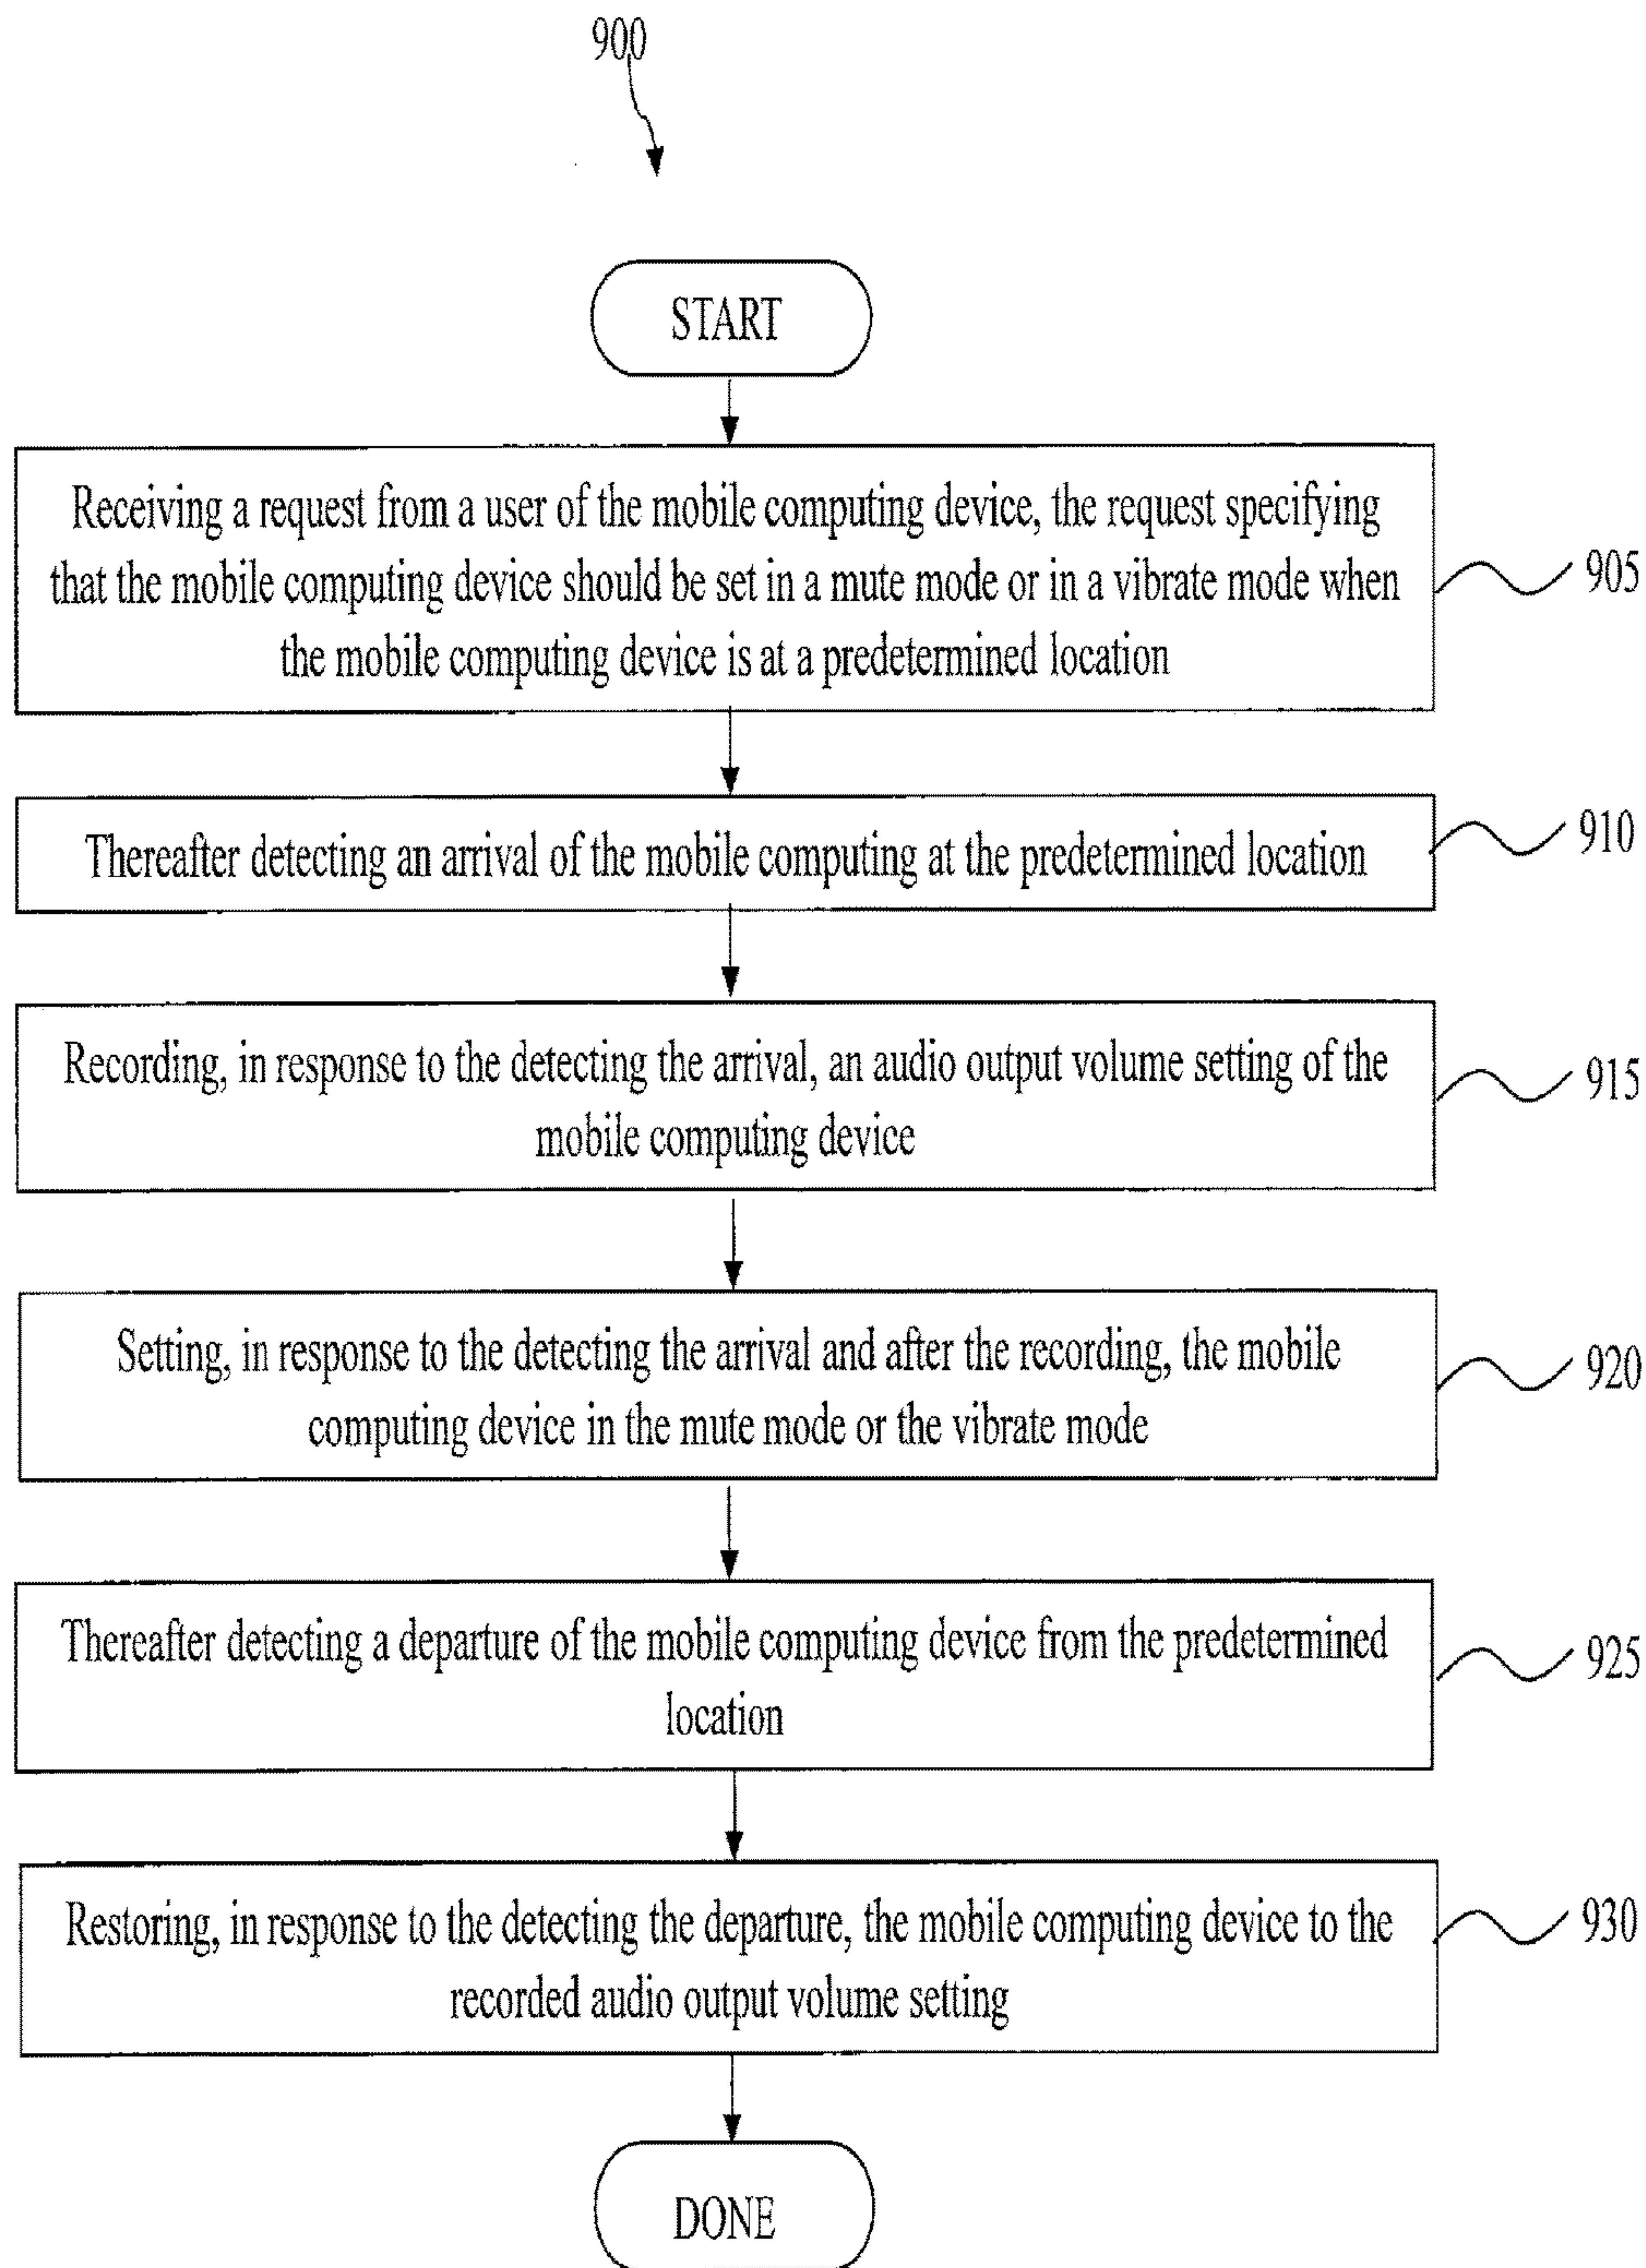 900
START
Receiving a request from a user of the mobile computing device, the request specifying
that the mobile computing device should be set in a mute mode or in a vibrate mode when
the mobile computing device is at a predetermined location
905
Thereafter detecting an arrival of the mobile computing at the predetermined location
910
Recording, in response to the detecting the arrival, an audio output volume setting of the
mobile computing device
915
Setting, in response to the detecting the arrival and after the recording, the mobile
computing device in the mute mode or the vibrate mode
920
Thereafter detecting a departure of the mobile computing device from the predetermined
location
925
Restoring, in response to the detecting the departure, the mobile computing device to the
recorded audio output volume setting
930
DONE